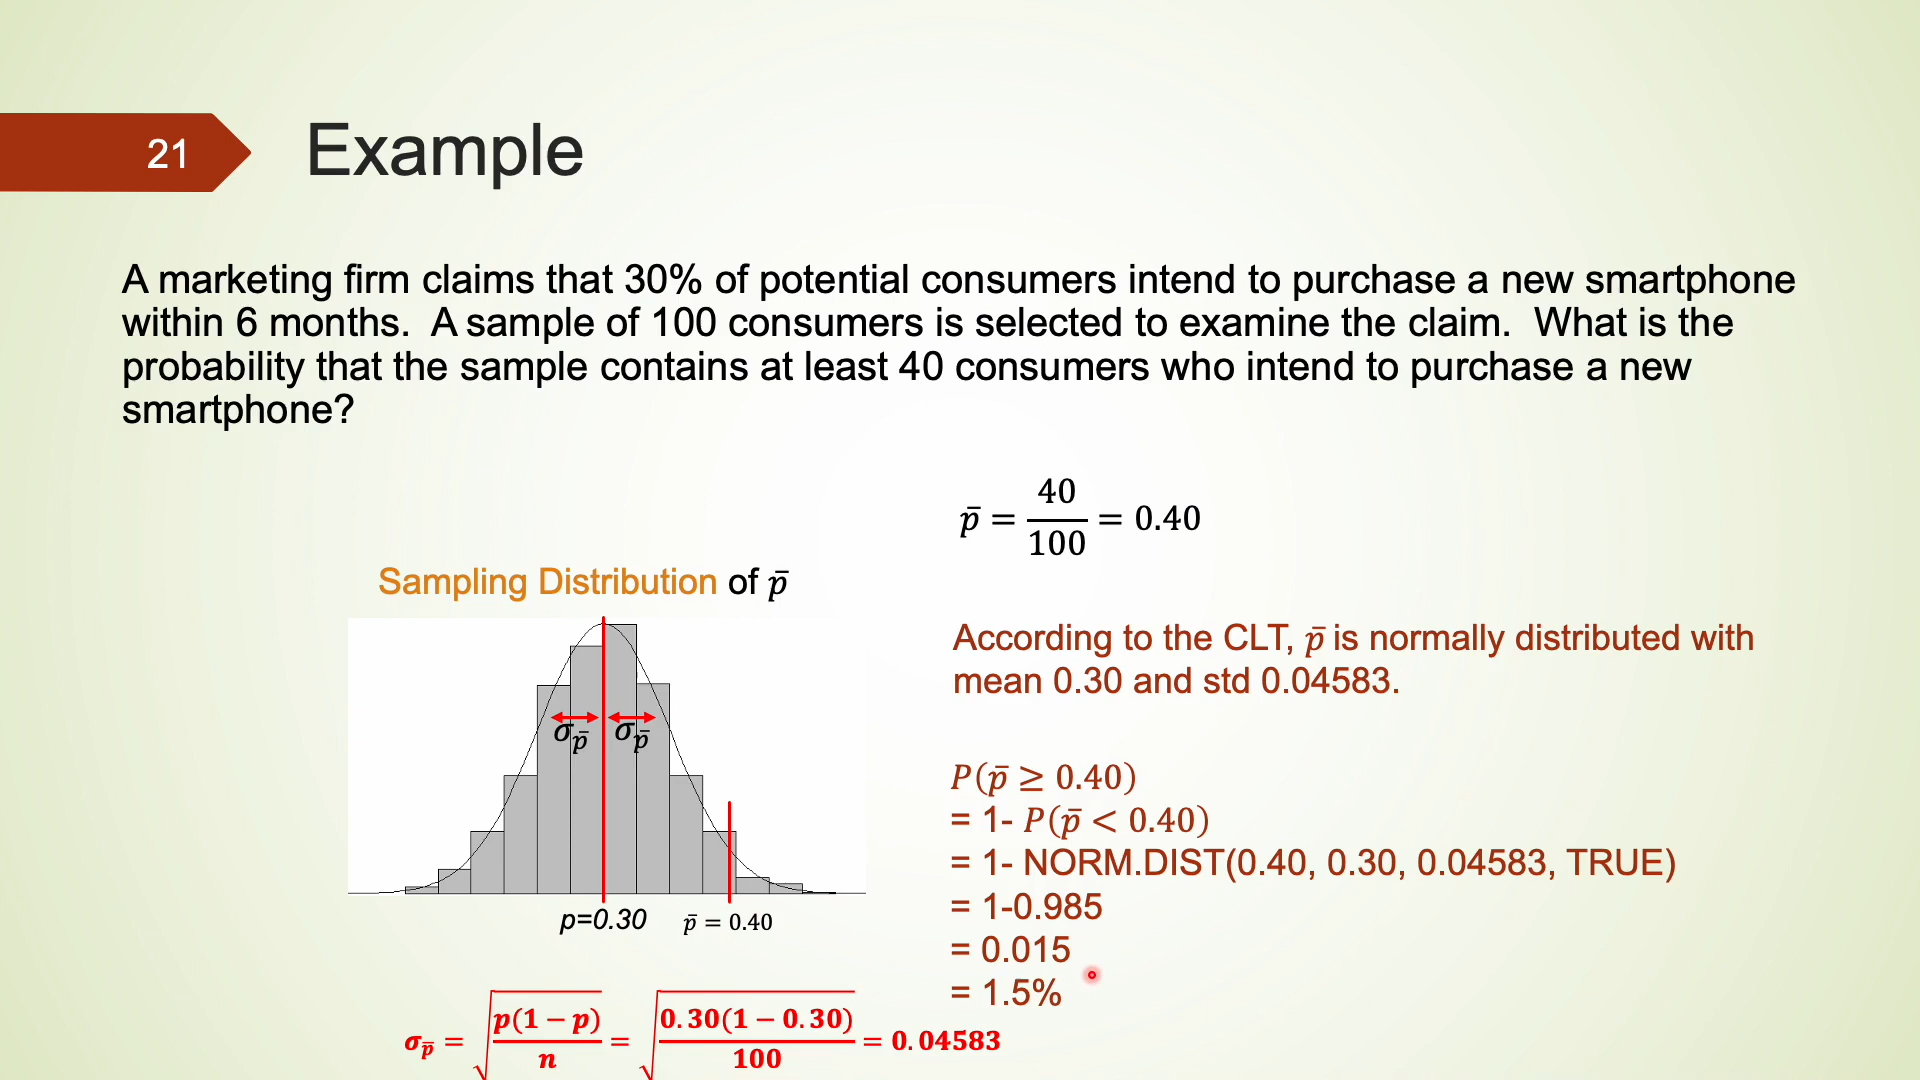 21
Example
A marketing firm claims that 30% of potential consumers intend to purchase a new smartphone
within 6 months.  A sample of 100 consumers is selected to examine the claim.  What is the
probability that the sample contains at least 40 consumers who intend to purchase a new
smartphone?
p̄ = 40/100 = 0.40
Sampling Distribution of p̄
σp̄ σp̄
p=0.30 p̄ = 0.40
σp̄ = √(p(1 − p)/n) = √(0.30(1 − 0.30)/100) = 0.04583
According to the CLT, p̄ is normally distributed with
mean 0.30 and std 0.04583.
P(p̄ ≥ 0.40)
= 1- P(p̄ < 0.40)
= 1- NORM.DIST(0.40, 0.30, 0.04583, TRUE)
= 1-0.985
= 0.015
= 1.5%